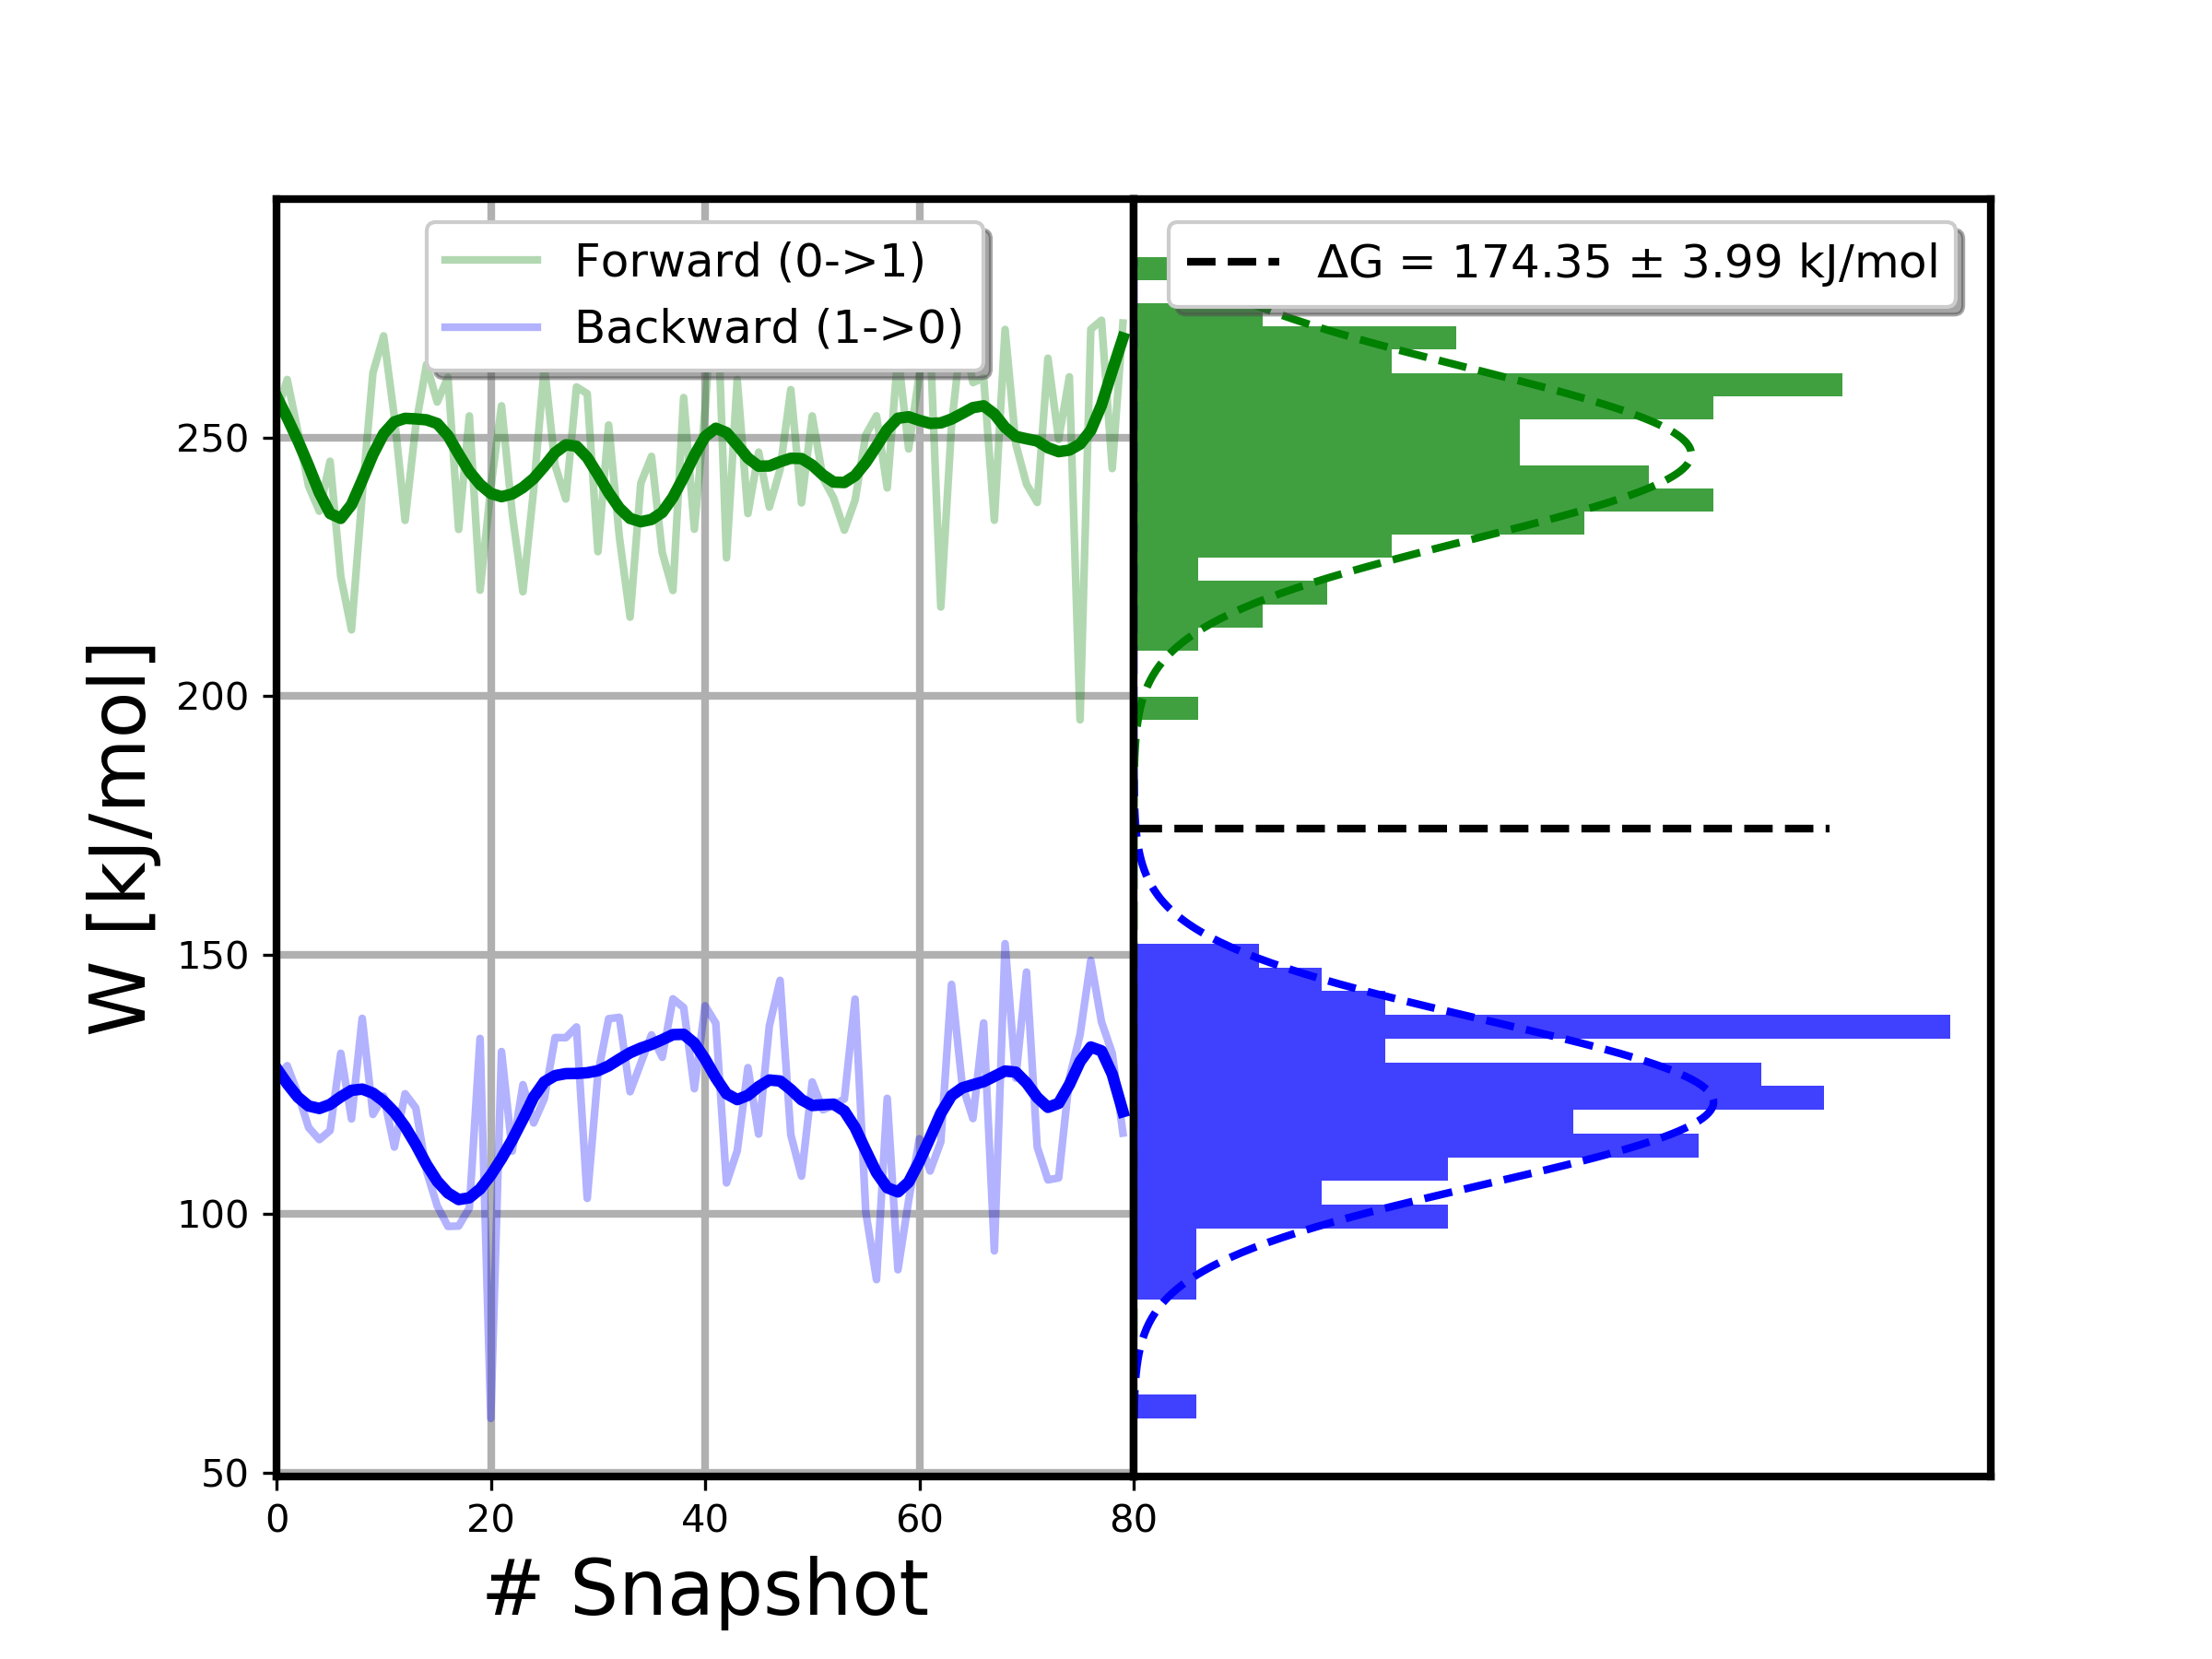 Forward (0->1)
Backward (1->0)
ΔG = 174.35 ± 3.99 kJ/mol
W [kJ/mol]
250
200
150
100
50
0 20 40 60 80
# Snapshot